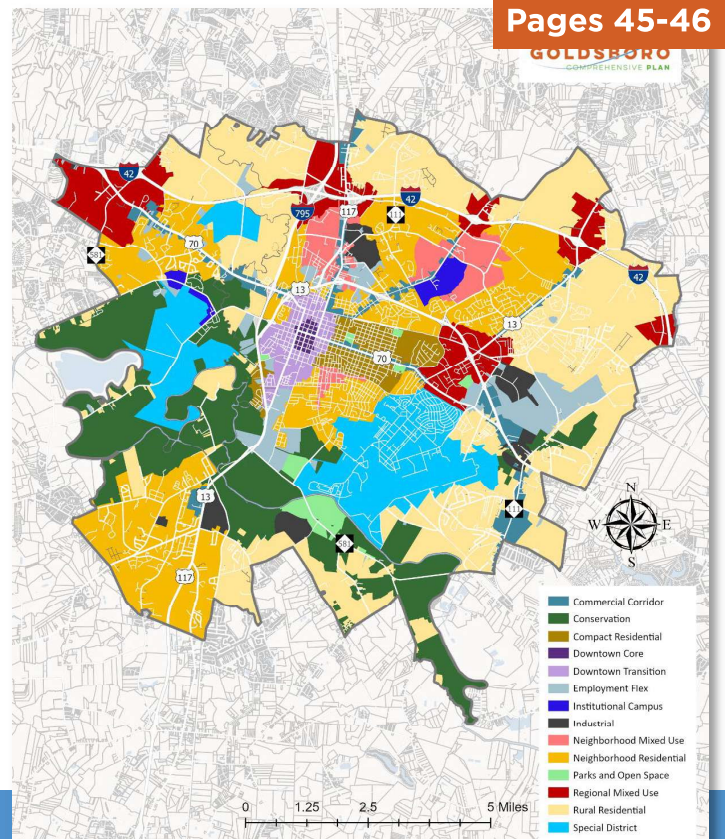 Pages 45-46
GOLDSBORO
COMPREHENSIVE PLAN
42
795
117
42
111
70
581
42
13
13
70
13
111
581
117
N
W
E
S
Commercial Corridor
Conservation
Compact Residential
Downtown Core
Downtown Transition
Employment Flex
Institutional Campus
Industrial
Neighborhood Mixed Use
Neighborhood Residential
Parks and Open Space
Regional Mixed Use
Rural Residential
Special District
0 1.25 2.5 5 Miles